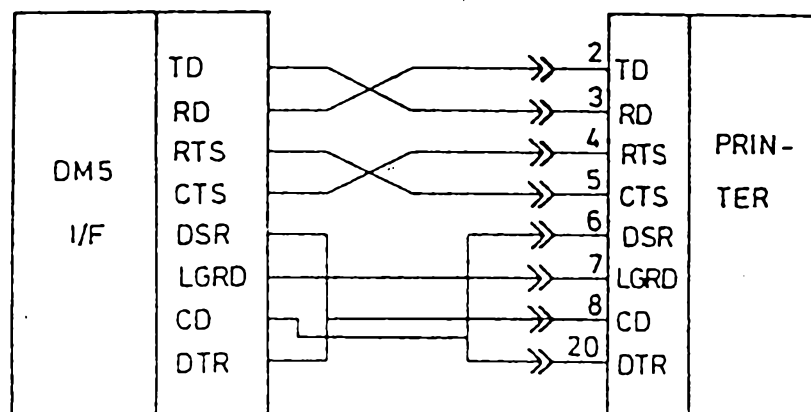 TD 2 TD
RD 3 RD
RTS 4 RTS PRIN-
DM5 CTS 5 CTS TER
I/F DSR 6 DSR
LGRD 7 LGRD
CD 8 CD
DTR 20 DTR